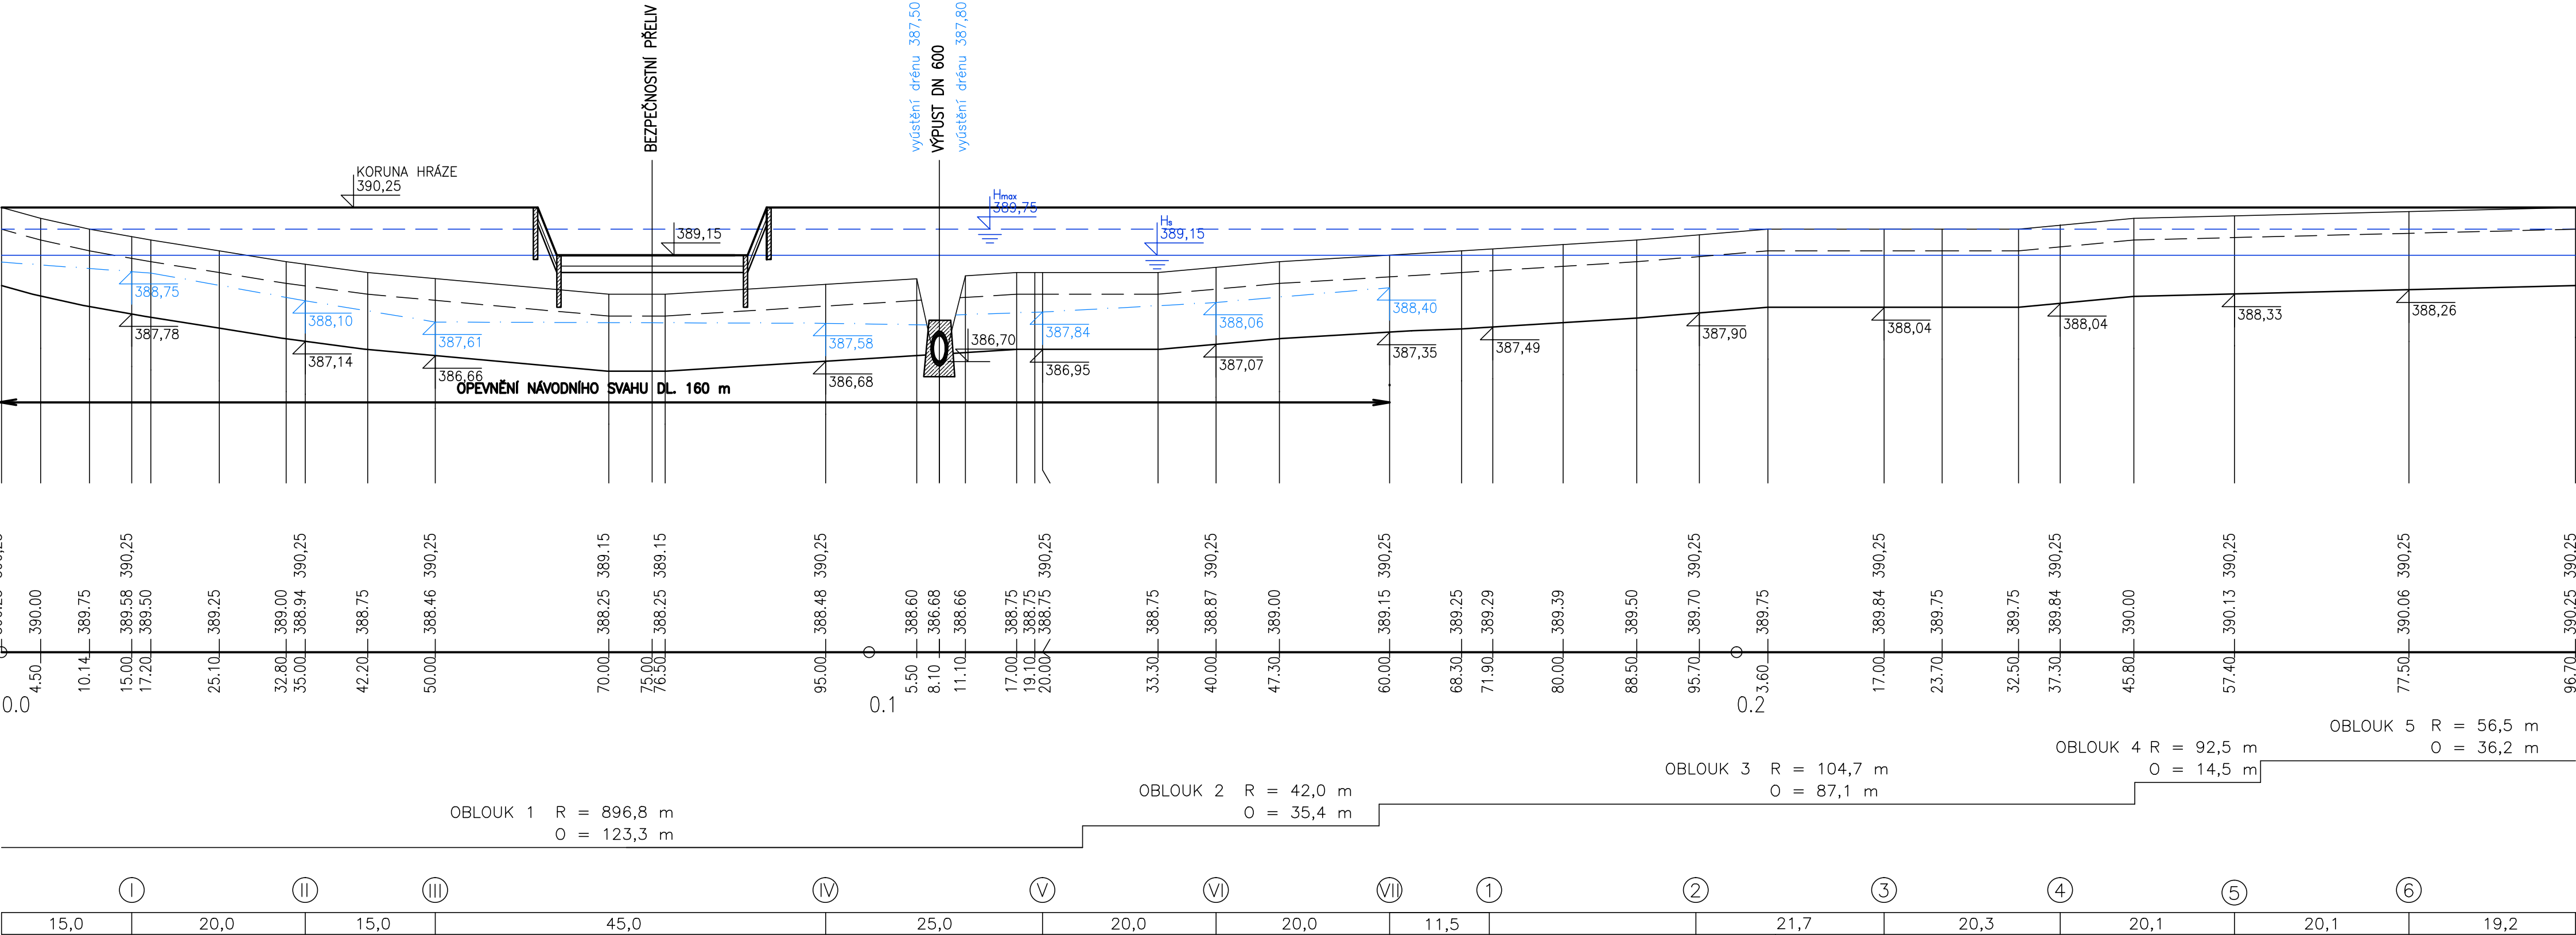 BEZPEČNOSTNÍ PŘELIV
vyústění drénu 387,50
VÝPUST DN 600
vyústění drénu 387,80
KORUNA HRÁZE
390,25
Hmax
389,75
Hs
389,15
389,15
388,75
387,78
388,10
387,14
387,61
386,66
387,58
386,68
386,70
387,84
386,95
388,06
387,07
388,40
387,35
387,49
387,90
388,04
388,04
388,33
388,26
OPEVNĚNÍ NÁVODNÍHO SVAHU DL. 160 m
390,25 390,25 390,25 389.15 389.15 390,25 390,25 390,25 390,25 390,25 390,25 390,25 390,25 390,25 390,25
390.00 389.75 389.58 389.50 389.25 389.00 388.94 388.75 388.46 388.25 388.25 388.48 388.60 386.68 388.66 388.75 388.75 388.75 388.75 388.87 389.00 389.15 389.25 389.29 389.39 389.50 389.70 389.75 389.84 389.75 389.75 389.84 390.00 390.13 390.06 390.25
4.50 10.14 15.00 17.20 25.10 32.80 35.00 42.20 50.00 70.00 75.00 76.50 95.00 5.50 8.10 11.10 17.00 19.10 20.00 33.30 40.00 47.30 60.00 68.30 71.90 80.00 88.50 95.70 3.60 17.00 23.70 32.50 37.30 45.80 57.40 77.50 96.70
0.0 0.1 0.2
OBLOUK 1 R = 896,8 m
O = 123,3 m
OBLOUK 2 R = 42,0 m
O = 35,4 m
OBLOUK 3 R = 104,7 m
O = 87,1 m
OBLOUK 4 R = 92,5 m
O = 14,5 m
OBLOUK 5 R = 56,5 m
O = 36,2 m
I II III IV V VI VII 1 2 3 4 5 6
15,0 20,0 15,0 45,0 25,0 20,0 20,0 11,5 21,7 20,3 20,1 20,1 19,2